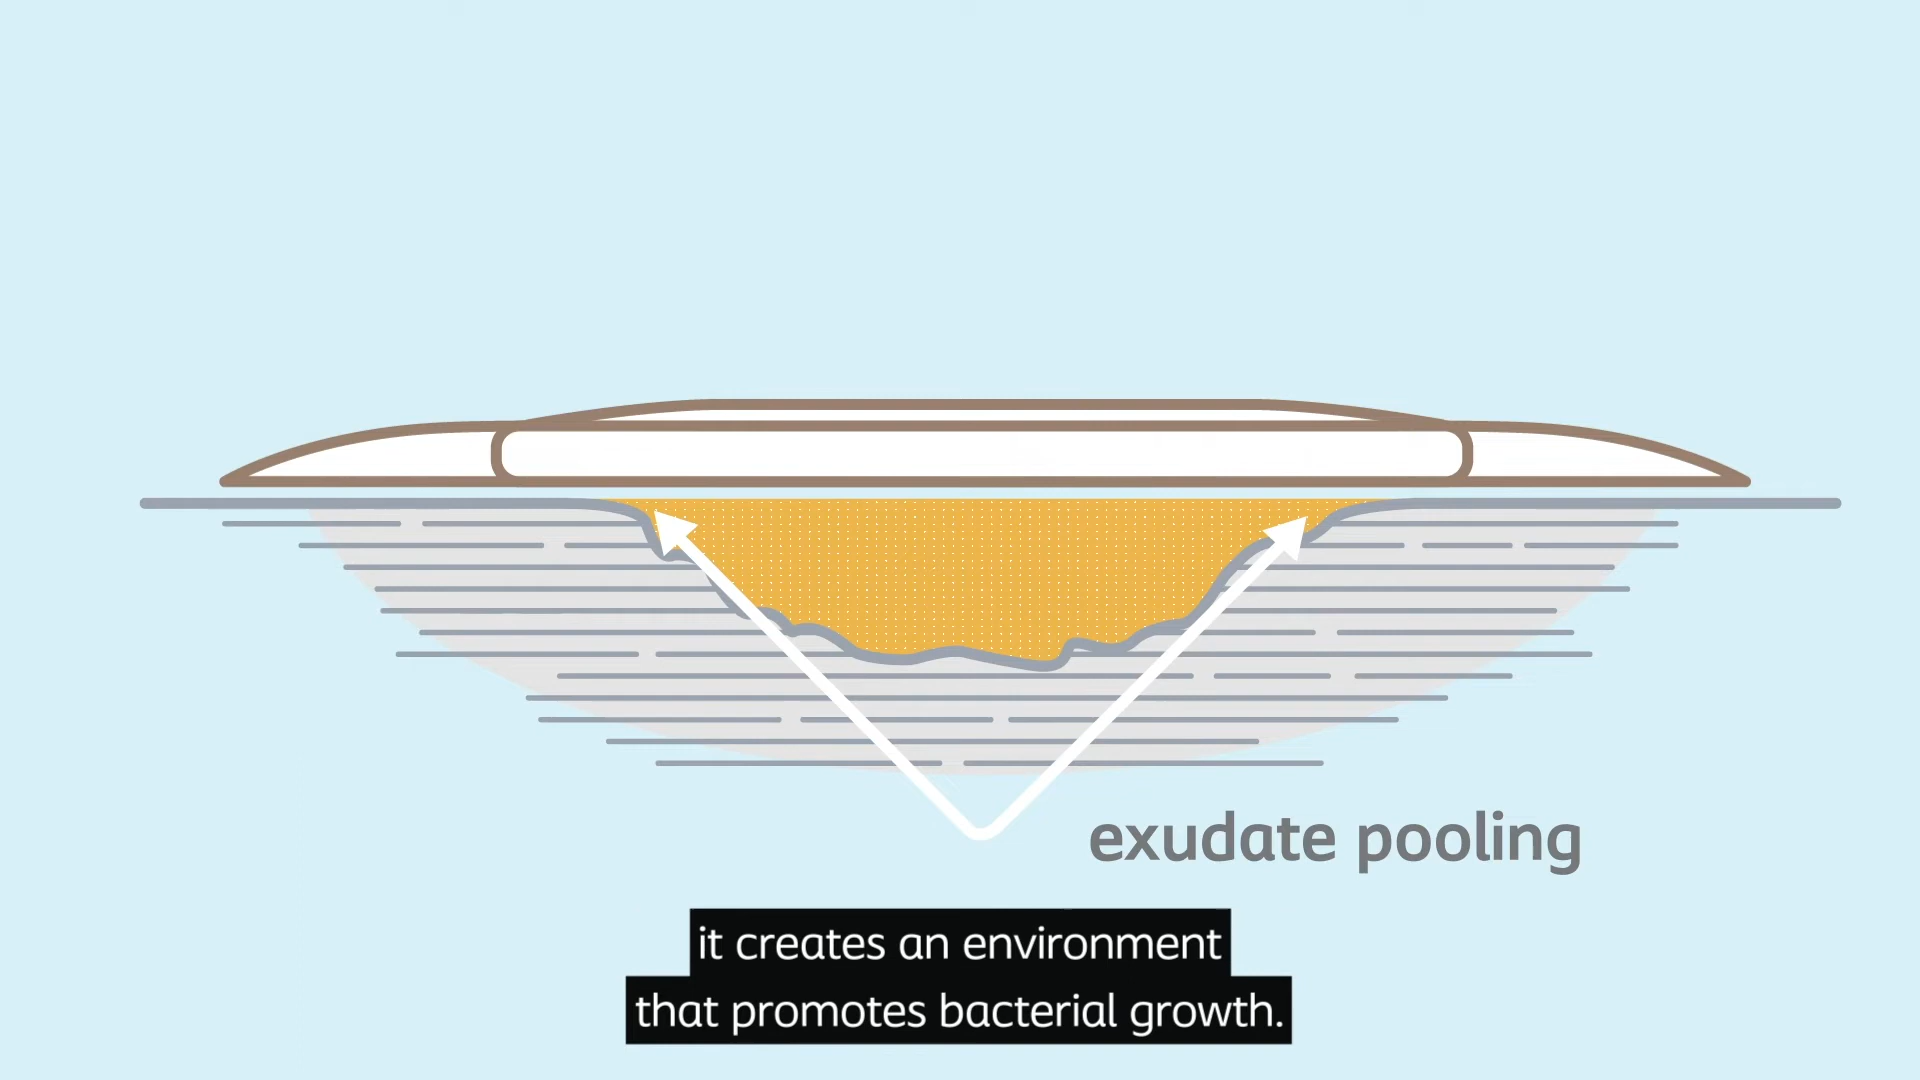 exudate pooling
it creates an environment
that promotes bacterial growth.